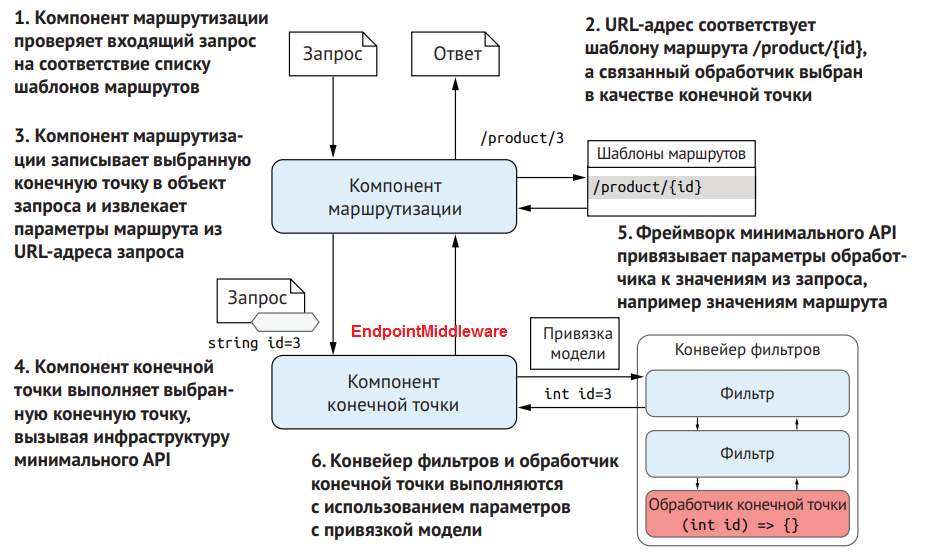 1. Компонент маршрутизации
проверяет входящий запрос
на соответствие списку
шаблонов маршрутов
Запрос
Ответ
2. URL-адрес соответствует
шаблону маршрута /product/{id},
а связанный обработчик выбран
в качестве конечной точки
3. Компонент маршрутиза-
ции записывает выбранную
конечную точку в объект
запроса и извлекает
параметры маршрута из
URL-адреса запроса
/product/3
Компонент
маршрутизации
Шаблоны маршрутов
/product/{id}
5. Фреймворк минимального API
привязывает параметры обработ-
чика к значениям из запроса,
например значениям маршрута
Запрос
string id=3
EndpointMiddleware
4. Компонент конечной
точки выполняет выбран-
ную конечную точку,
вызывая инфраструктуру
минимального API
Компонент
конечной точки
Привязка
модели
int id=3
Конвейер фильтров
Фильтр
Фильтр
Обработчик конечной точки
(int id) => {}
6. Конвейер фильтров и обработчик
конечной точки выполняются
с использованием параметров
с привязкой модели